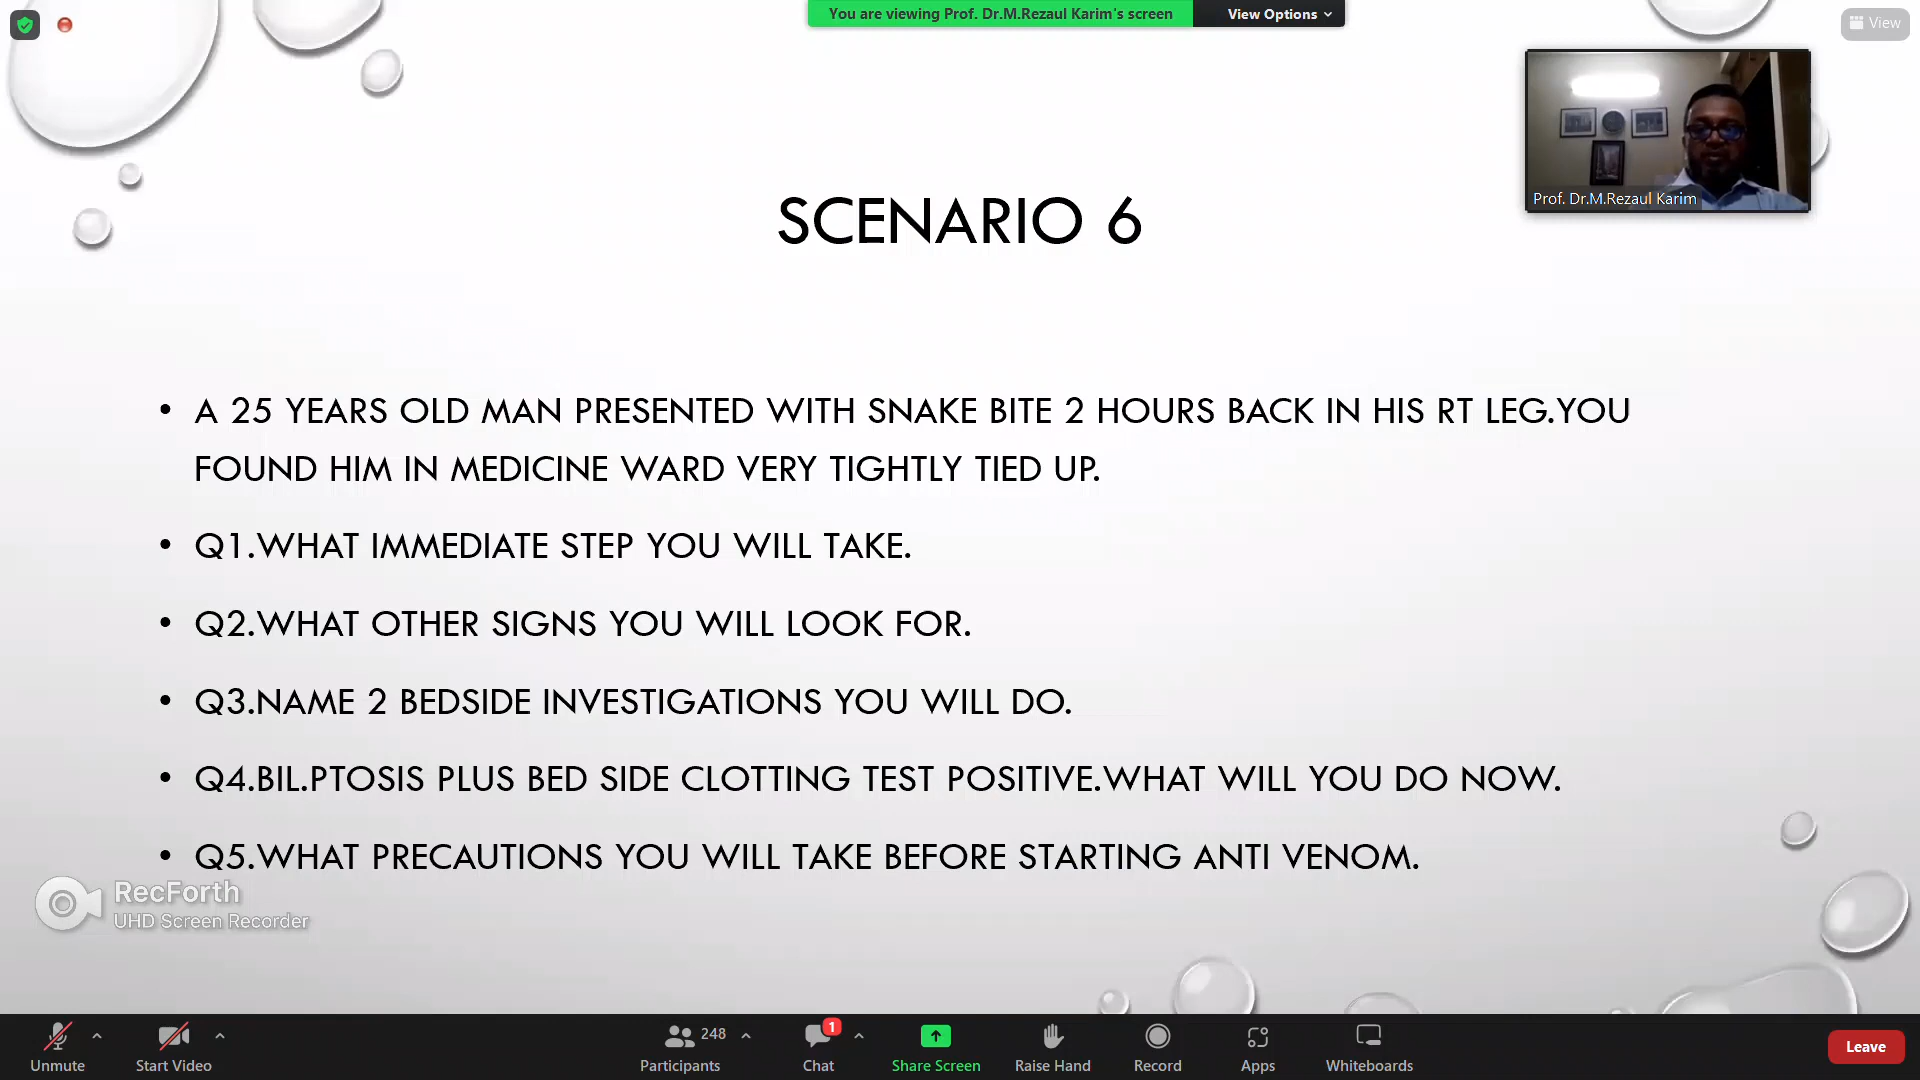 You are viewing Prof. Dr.M.Rezaul Karim's screen
View Options
View
Prof. Dr.M.Rezaul Karim
SCENARIO 6
• A 25 YEARS OLD MAN PRESENTED WITH SNAKE BITE 2 HOURS BACK IN HIS RT LEG.YOU
FOUND HIM IN MEDICINE WARD VERY TIGHTLY TIED UP.
• Q1.WHAT IMMEDIATE STEP YOU WILL TAKE.
• Q2.WHAT OTHER SIGNS YOU WILL LOOK FOR.
• Q3.NAME 2 BEDSIDE INVESTIGATIONS YOU WILL DO.
• Q4.BIL.PTOSIS PLUS BED SIDE CLOTTING TEST POSITIVE.WHAT WILL YOU DO NOW.
• Q5.WHAT PRECAUTIONS YOU WILL TAKE BEFORE STARTING ANTI VENOM.
RecForth
UHD Screen Recorder
Unmute
Start Video
248
Participants
1
Chat
Share Screen
Raise Hand
Record
Apps
Whiteboards
Leave